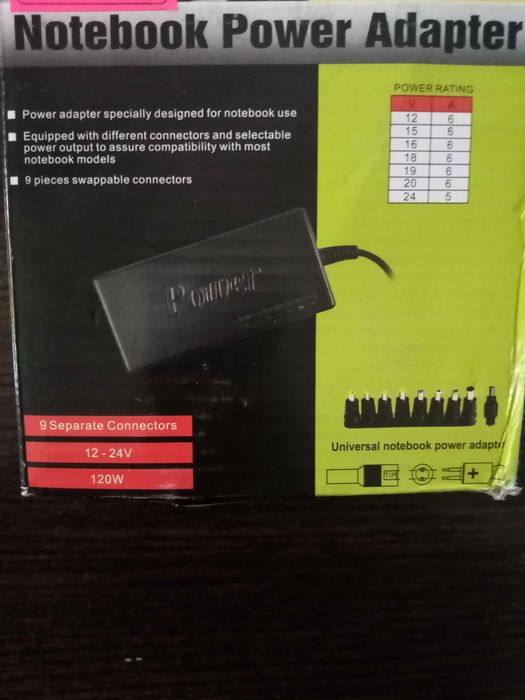 Notebook Power Adapter
Power adapter specially designed for notebook use
Equipped with different connectors and selectable
power output to assure compatibility with most
notebook models
9 pieces swappable connectors
POWER RATING
V A
12 6
15 6
16 6
18 6
19 6
20 6
24 5
Power
9 Separate Connectors
12 - 24V
120W
Universal notebook power adapte
TIP
+